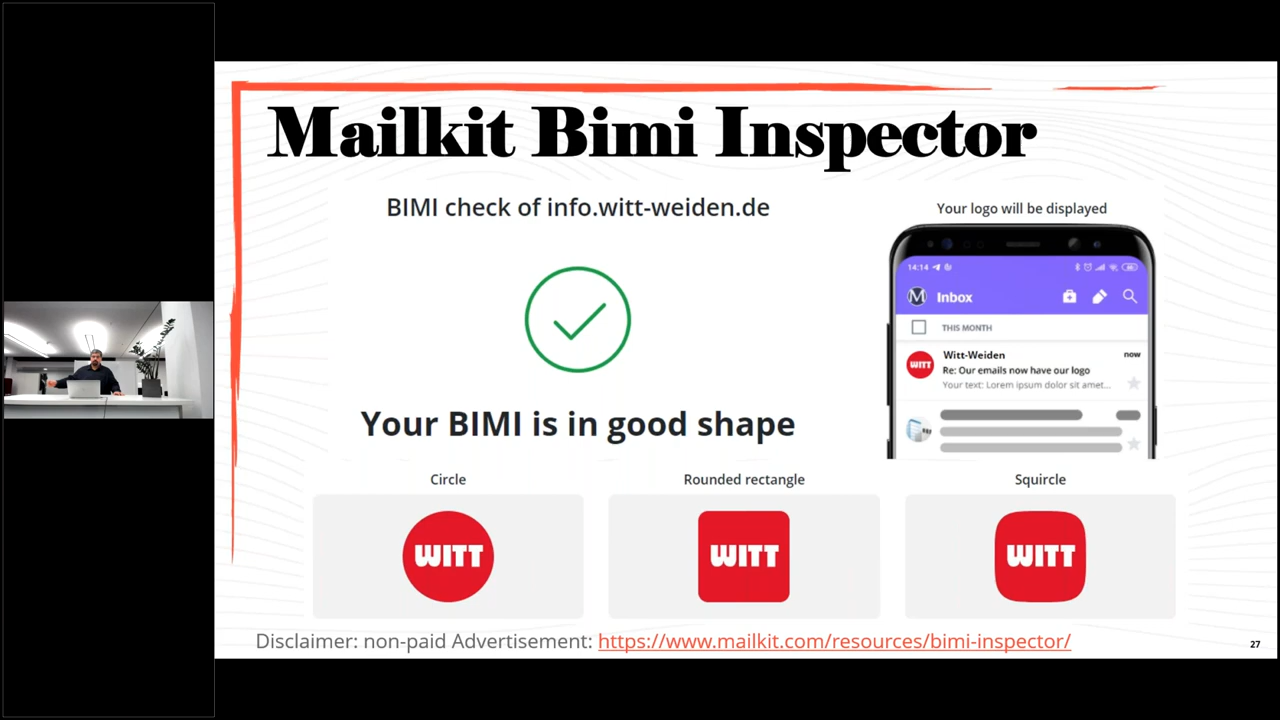 Mailkit Bimi Inspector
BIMI check of info.witt-weiden.de
Your BIMI is in good shape
Your logo will be displayed
14:14
M Inbox
THIS MONTH
WITT
Witt-Weiden
now
Re: Our emails now have our logo
Your text: Lorem ipsum dolor sit amet...
Circle
Rounded rectangle
Squircle
WITT
WITT
WITT
Disclaimer: non-paid Advertisement: https://www.mailkit.com/resources/bimi-inspector/
27